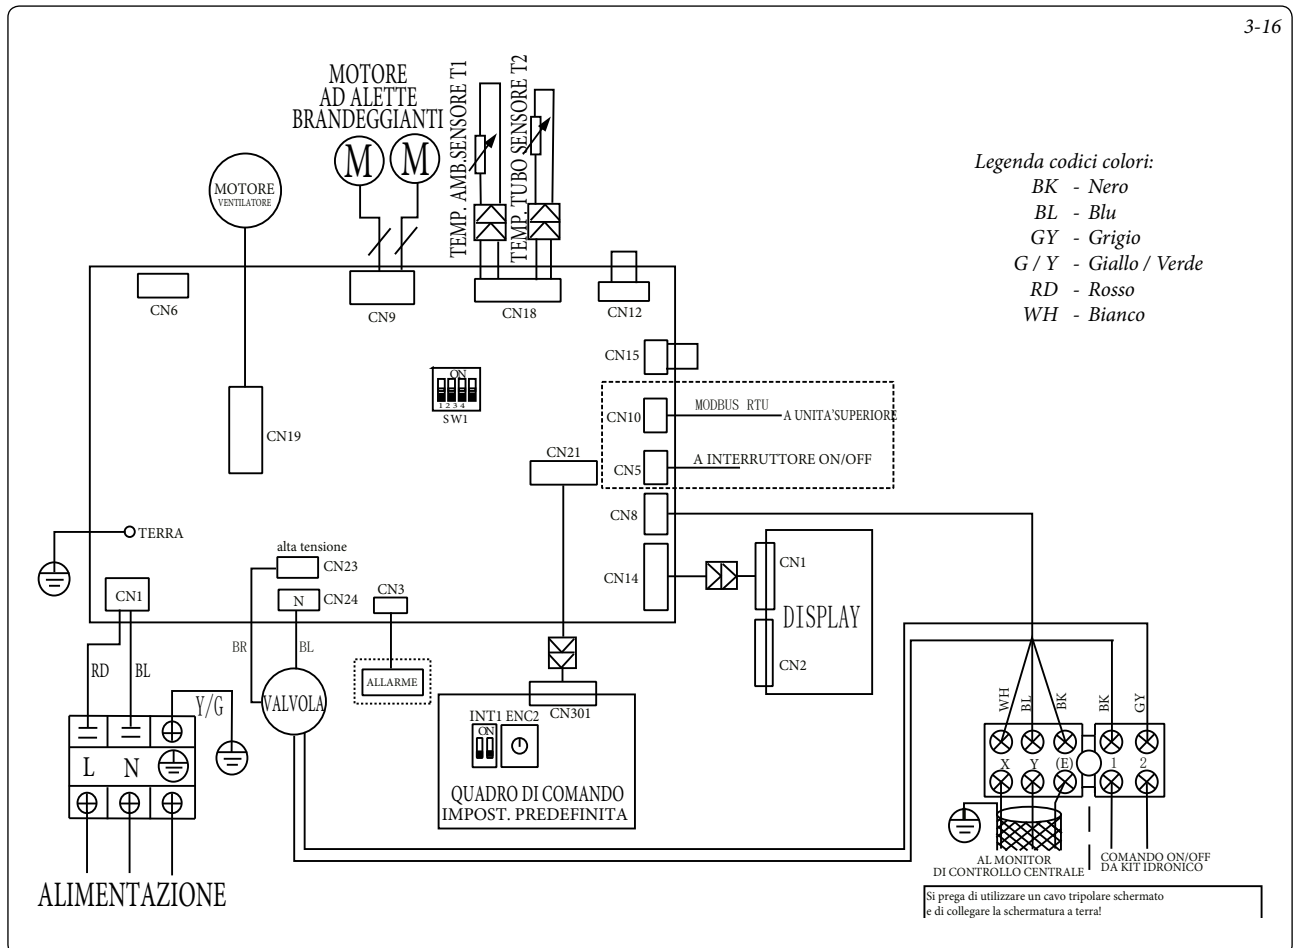 3-16
MOTORE
AD ALETTE
BRANDEGGIANTI
M
M
TEMP. AMB.SENSORE T1
TEMP. TUBO SENSORE T2
MOTORE
VENTILATORE
Legenda codici colori:
BK - Nero
BL - Blu
GY - Grigio
G / Y - Giallo / Verde
RD - Rosso
WH - Bianco
CN6
CN9
CN18
CN12
CN15
ON
1 2 3 4
SW1
CN10
MODBUS RTU
A UNITA'SUPERIORE
CN19
CN21
CN5
A INTERRUTTORE ON/OFF
CN8
TERRA
alta tensione
CN23
CN1
N
CN24
CN3
CN14
CN1
DISPLAY
CN2
RD
BL
BR
BL
Y/G
VALVOLA
ALLARME
CN301
INT1 ENC2
ON
QUADRO DI COMANDO
IMPOST. PREDEFINITA
L
N
ALIMENTAZIONE
WH
BL
BK
BK
GY
X
Y
(E)
1
2
AL MONITOR
DI CONTROLLO CENTRALE
COMANDO ON/OFF
DA KIT IDRONICO
Si prega di utilizzare un cavo tripolare schermato
e di collegare la schermatura a terra!